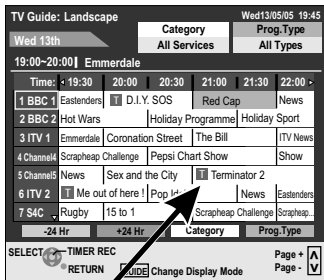 TV Guide: Landscape Wed13/05/05 19:45
Wed 13th Category Prog.Type
All Services All Types
19:00~20:00 Emmerdale
Time: 19:30 20:00 20:30 21:00 21:30 22:00
1 BBC 1 Eastenders T D.I.Y. SOS Red Cap News
2 BBC 2 Hot Wars Holiday Programme Holiday Sport
3 ITV 1 Emmerdale Coronation Street The Bill ITV News
4 Channel4 Scrapheap Challenge Pepsi Chart Show Show
5 Channel5 News Sex and the City T Terminator 2
6 ITV 2 T Me out of here ! Pop News Eastenders
7 S4C Rugby 15 to 1 Scrapheap Challenge Scrapheap...
-24 Hr +24 Hr Category Prog.Type
SELECT TIMER REC Page +
RETURN GUIDE Change Display Mode Page -